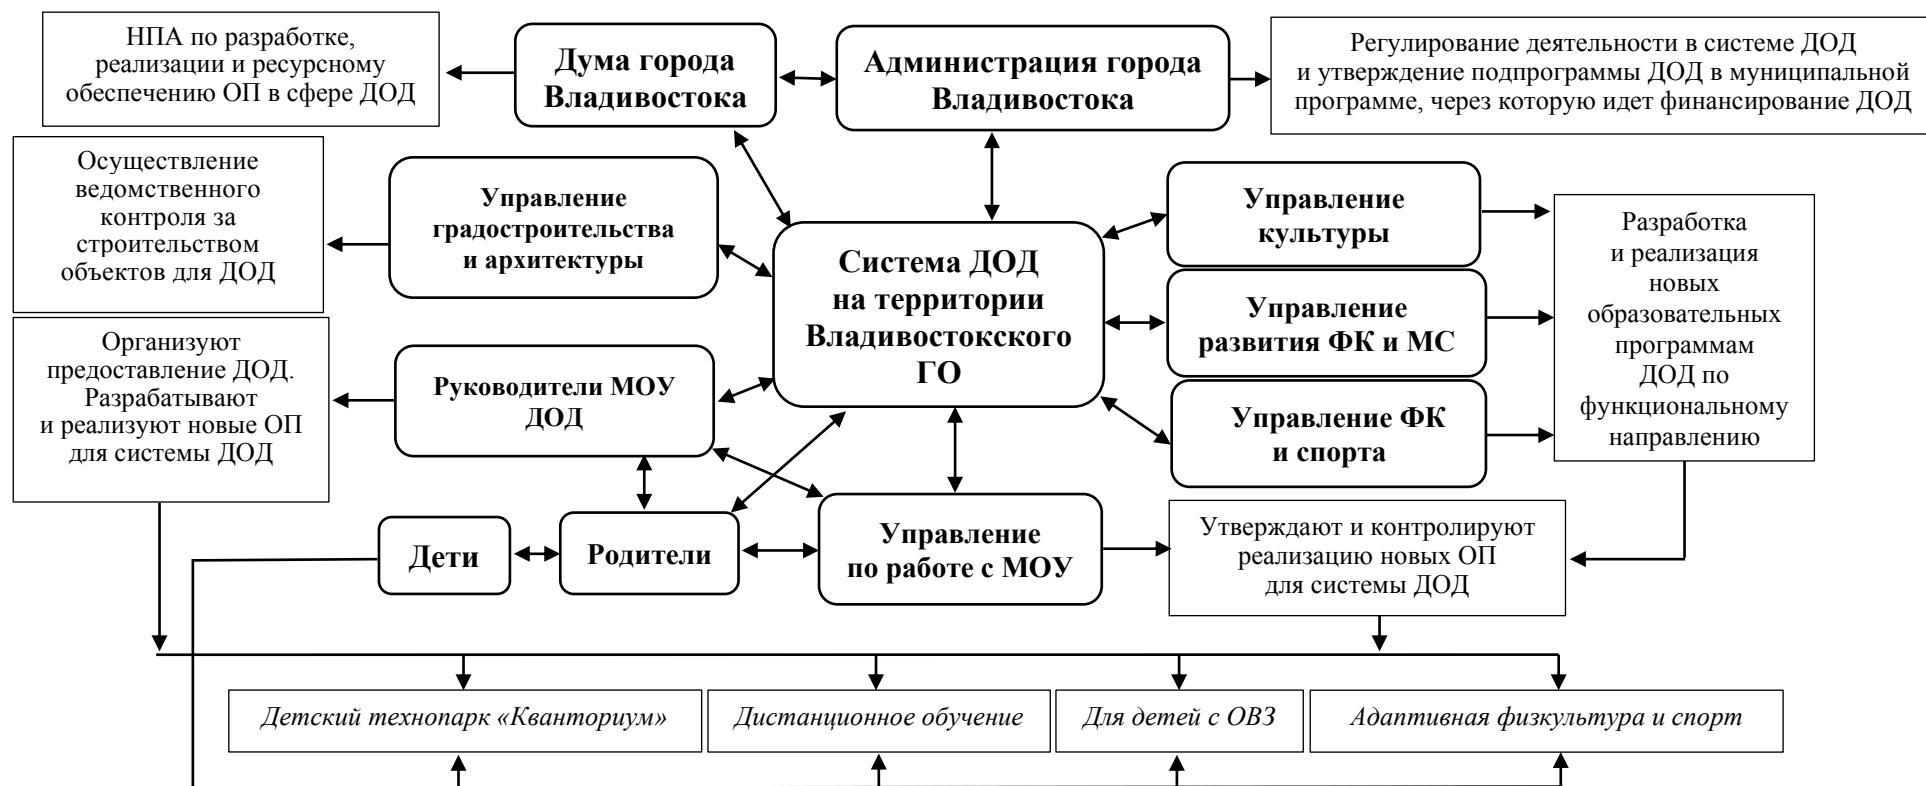 НПА по разработке,
реализации и ресурсному
обеспечению ОП в сфере ДОД
Дума города
Владивостока
Администрация города
Владивостока
Регулирование деятельности в системе ДОД
и утверждение подпрограммы ДОД в муниципальной
программе, через которую идет финансирование ДОД
Осуществление
ведомственного
контроля за
строительством
объектов для ДОД
Управление
градостроительства
и архитектуры
Система ДОД
на территории
Владивостокского
ГО
Управление
культуры
Управление
развития ФК и МС
Управление ФК
и спорта
Разработка
и реализация
новых
образовательных
программам
ДОД по
функциональному
направлению
Организуют
предоставление ДОД.
Разрабатывают
и реализуют новые ОП
для системы ДОД
Руководители МОУ
ДОД
Дети
Родители
Управление
по работе с МОУ
Утверждают и контролируют
реализацию новых ОП
для системы ДОД
Детский технопарк «Кванториум»
Дистанционное обучение
Для детей с ОВЗ
Адаптивная физкультура и спорт